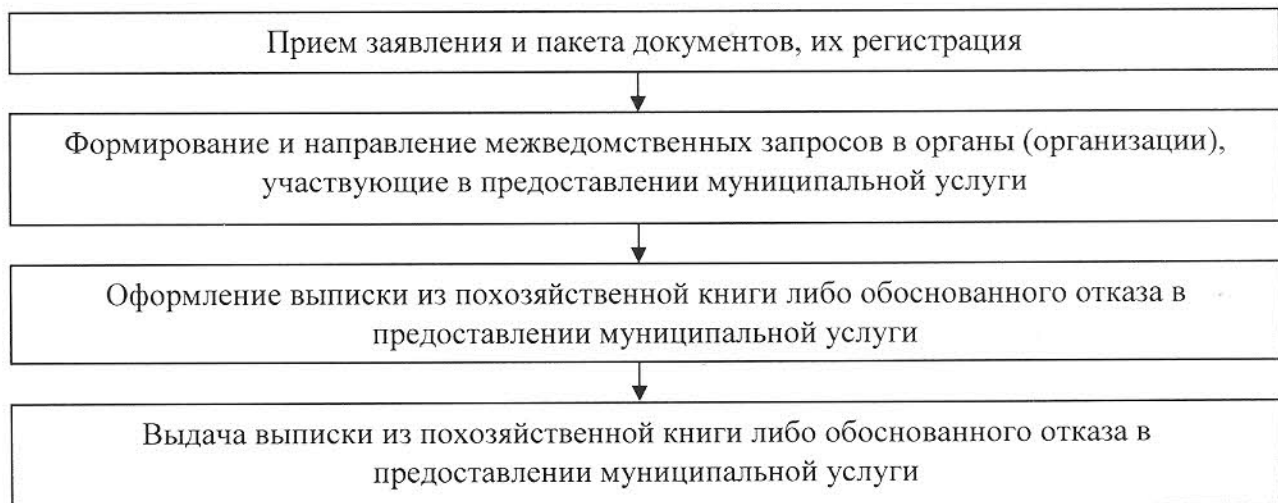 Прием заявления и пакета документов, их регистрация
Формирование и направление межведомственных запросов в органы (организации),
участвующие в предоставлении муниципальной услуги
Оформление выписки из похозяйственной книги либо обоснованного отказа в
предоставлении муниципальной услуги
Выдача выписки из похозяйственной книги либо обоснованного отказа в
предоставлении муниципальной услуги